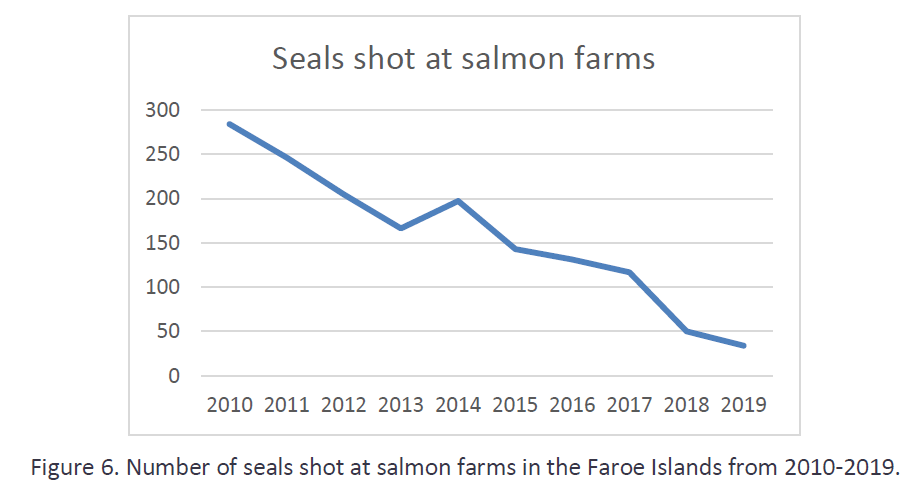 Seals shot at salmon farms
300
250
200
150
100
50
0
2010 2011 2012 2013 2014 2015 2016 2017 2018 2019
Figure 6. Number of seals shot at salmon farms in the Faroe Islands from 2010-2019.